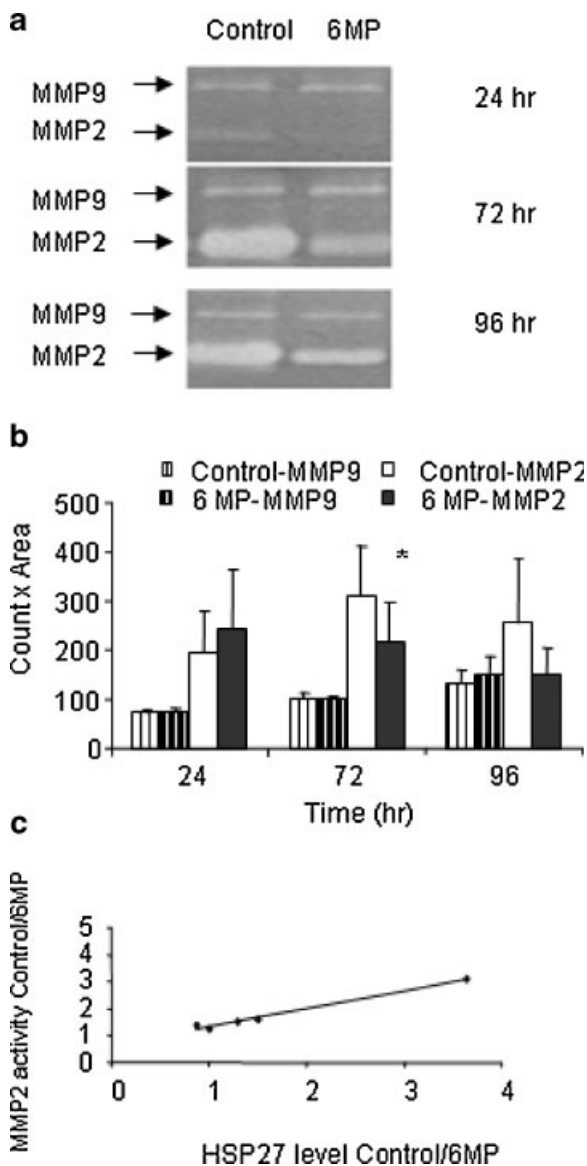 a
Control 6MP
MMP9
MMP2
24 hr
MMP9
MMP2
72 hr
MMP9
MMP2
96 hr
b
Control-MMP9 Control-MMP2
6 MP-MMP9 6 MP-MMP2
500
400
300
200
100
0
Count x Area
*
24 72 96
Time (hr)
c
MMP2 activity Control/6MP
5
4
3
2
1
0
0 1 2 3 4
HSP27 level Control/6MP